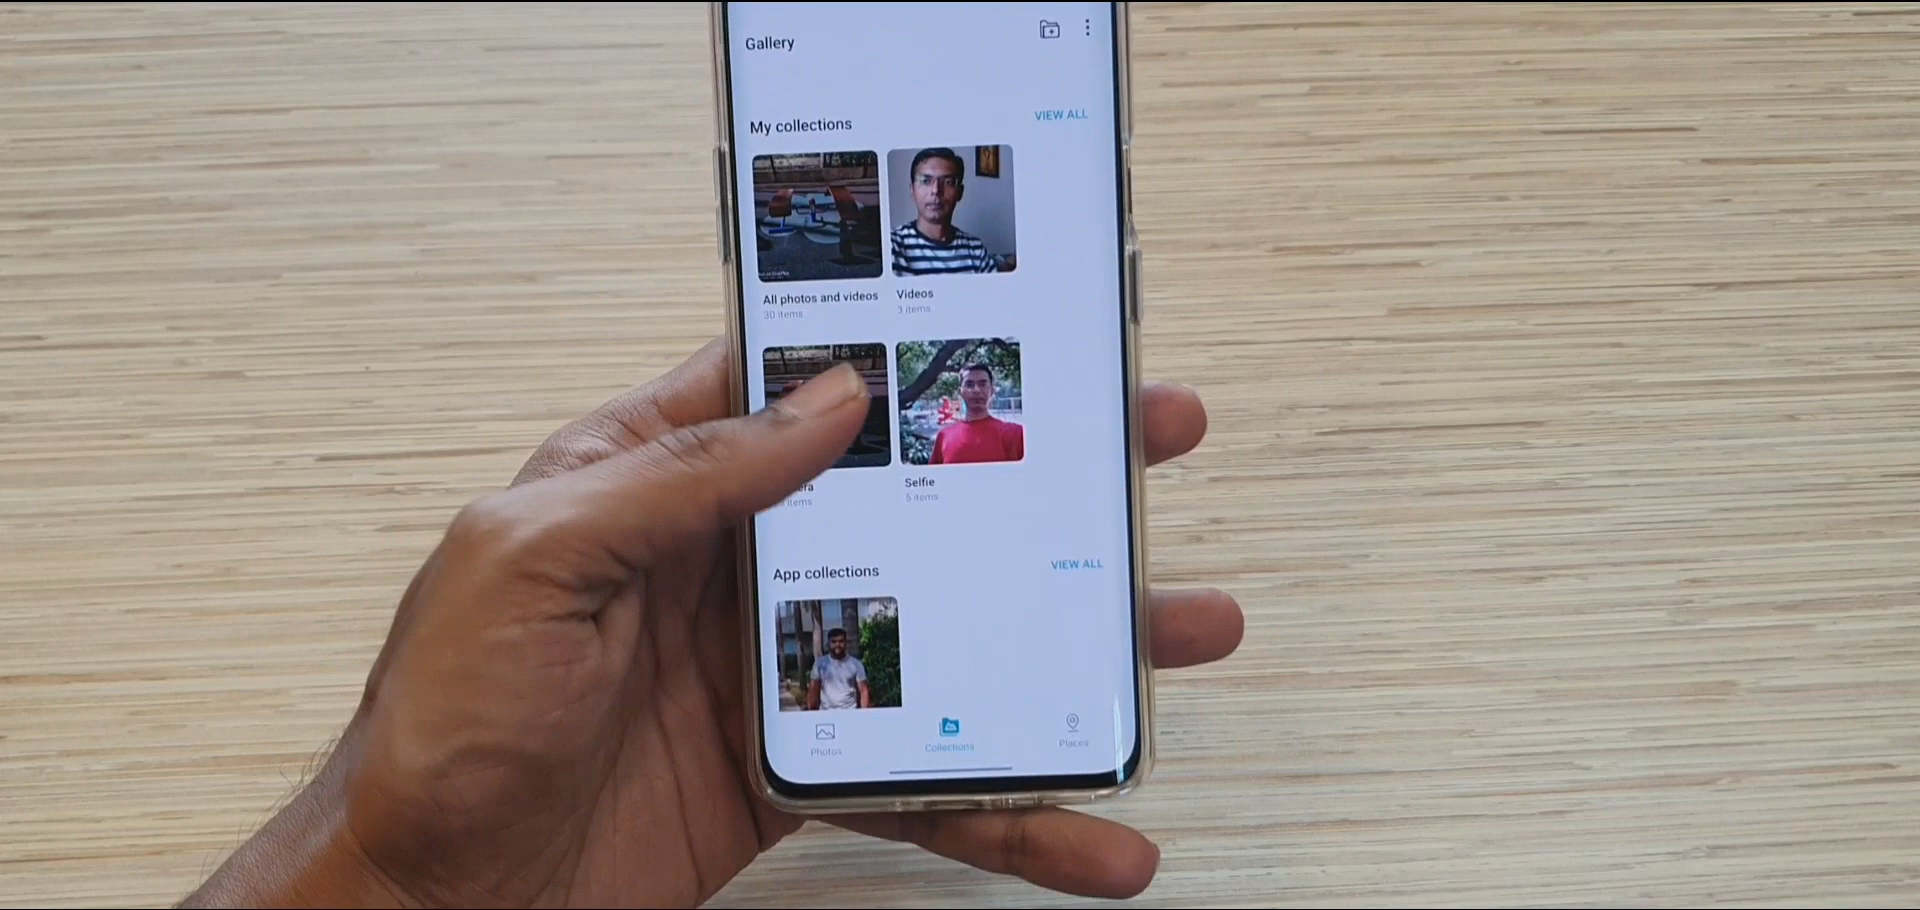 Gallery
My collections
VIEW ALL
All photos and videos
30 items
Videos
3 items
Selfie
5 items
items
App collections
VIEW ALL
Photos
Collections
Places